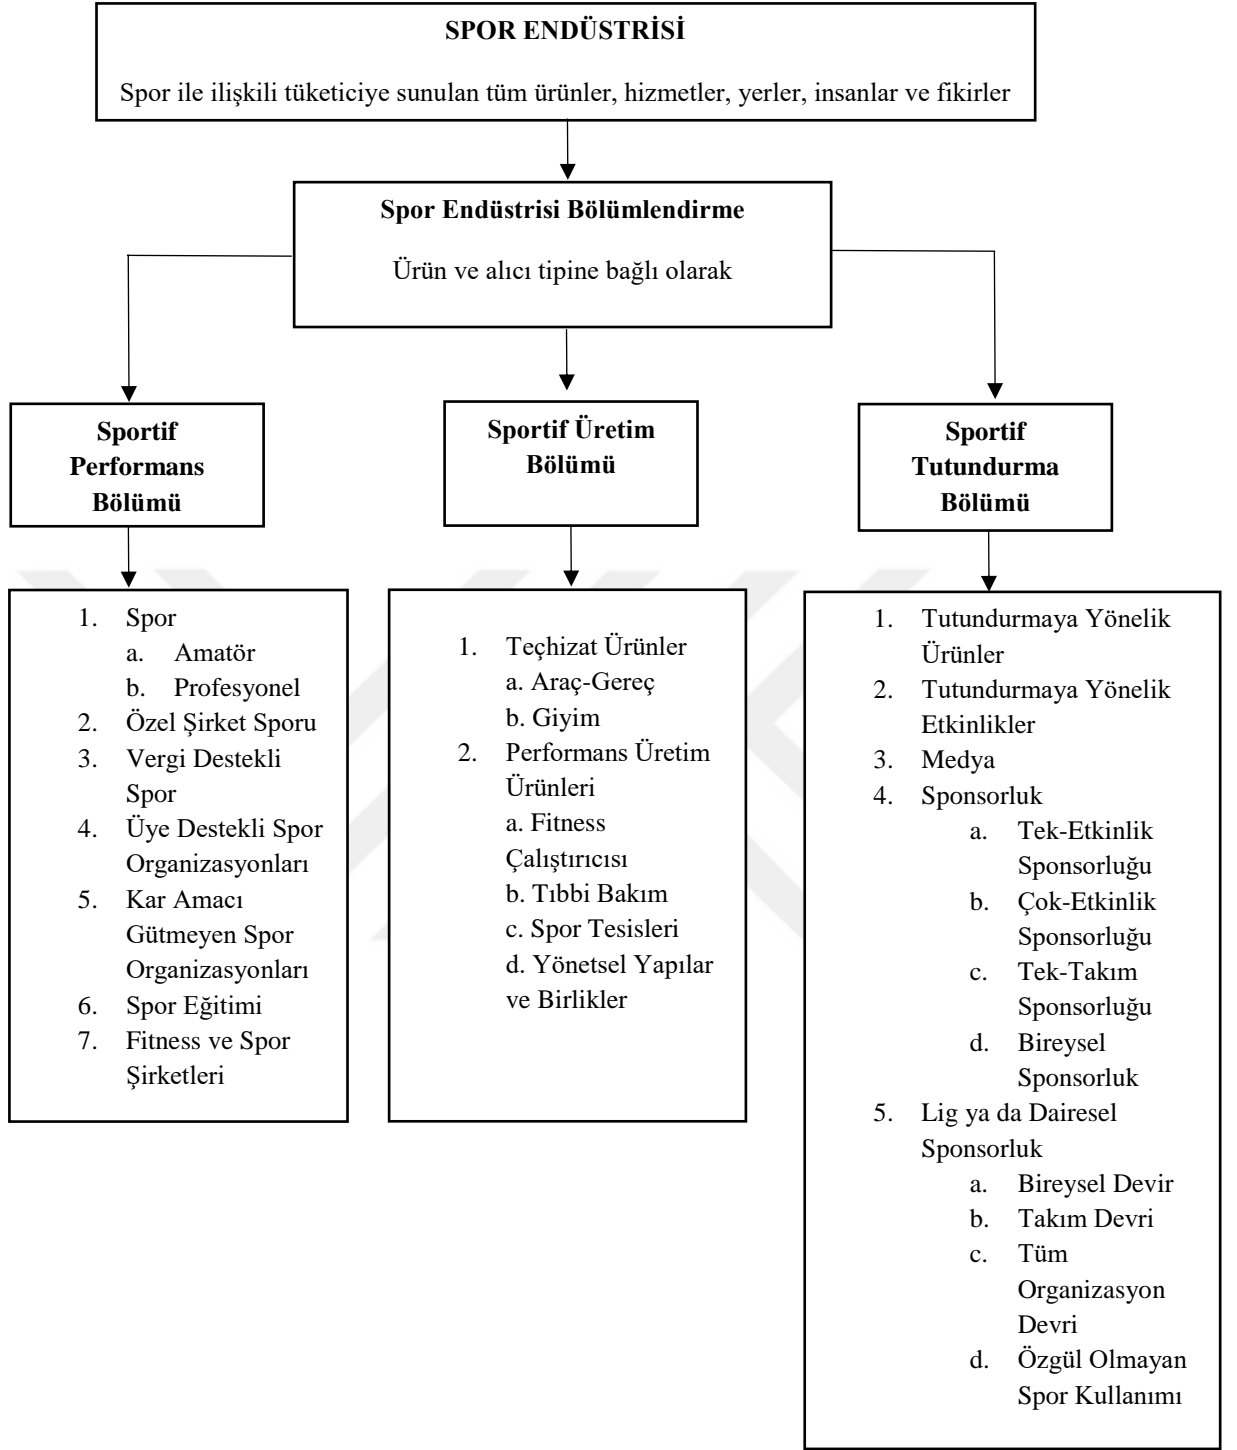 SPOR ENDÜSTRİSİ
Spor ile ilişkili tüketiciye sunulan tüm ürünler, hizmetler, yerler, insanlar ve fikirler
Spor Endüstrisi Bölümlendirme
Ürün ve alıcı tipine bağlı olarak
Sportif
Performans
Bölümü
Sportif Üretim
Bölümü
Sportif
Tutundurma
Bölümü
1. Spor
a. Amatör
b. Profesyonel
2. Özel Şirket Sporu
3. Vergi Destekli
Spor
4. Üye Destekli Spor
Organizasyonları
5. Kar Amacı
Gütmeyen Spor
Organizasyonları
6. Spor Eğitimi
7. Fitness ve Spor
Şirketleri
1. Teçhizat Ürünler
a. Araç-Gereç
b. Giyim
2. Performans Üretim
Ürünleri
a. Fitness
Çalıştırıcısı
b. Tıbbi Bakım
c. Spor Tesisleri
d. Yönetsel Yapılar
ve Birlikler
1. Tutundurmaya Yönelik
Ürünler
2. Tutundurmaya Yönelik
Etkinlikler
3. Medya
4. Sponsorluk
a. Tek-Etkinlik
Sponsorluğu
b. Çok-Etkinlik
Sponsorluğu
c. Tek-Takım
Sponsorluğu
d. Bireysel
Sponsorluk
5. Lig ya da Dairesel
Sponsorluk
a. Bireysel Devir
b. Takım Devri
c. Tüm
Organizasyon
Devri
d. Özgül Olmayan
Spor Kullanımı